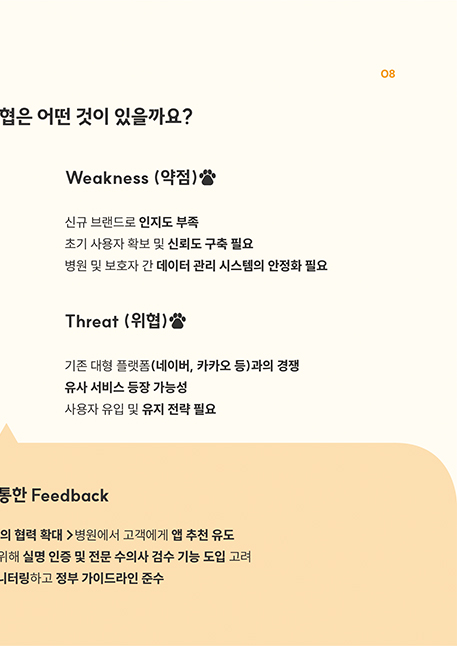 08
협은 어떤 것이 있을까요?
Weakness (약점)
신규 브랜드로 인지도 부족
초기 사용자 확보 및 신뢰도 구축 필요
병원 및 보호자 간 데이터 관리 시스템의 안정화 필요
Threat (위협)
기존 대형 플랫폼(네이버, 카카오 등)과의 경쟁
유사 서비스 등장 가능성
사용자 유입 및 유지 전략 필요
통한 Feedback
의 협력 확대 >병원에서 고객에게 앱 추천 유도
위해 실명 인증 및 전문 수의사 검수 기능 도입 고려
니터링하고 정부 가이드라인 준수